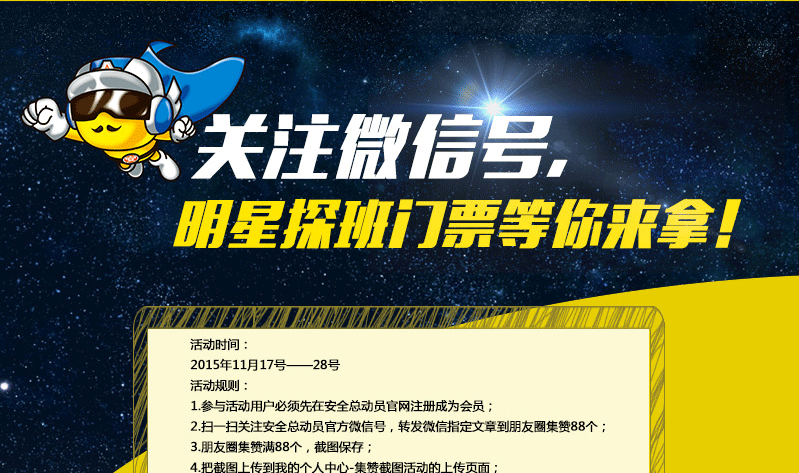 关注微信号,
明星探班门票等你来拿!
活动时间：
2015年11月17号——28号
活动规则：
1.参与活动用户必须先在安全总动员官网注册成为会员；
2.扫一扫关注安全总动员官方微信号，转发微信指定文章到朋友圈集赞88个；
3.朋友圈集赞满88个，截图保存；
4.把截图上传到我的个人中心-集赞截图活动的上传页面；